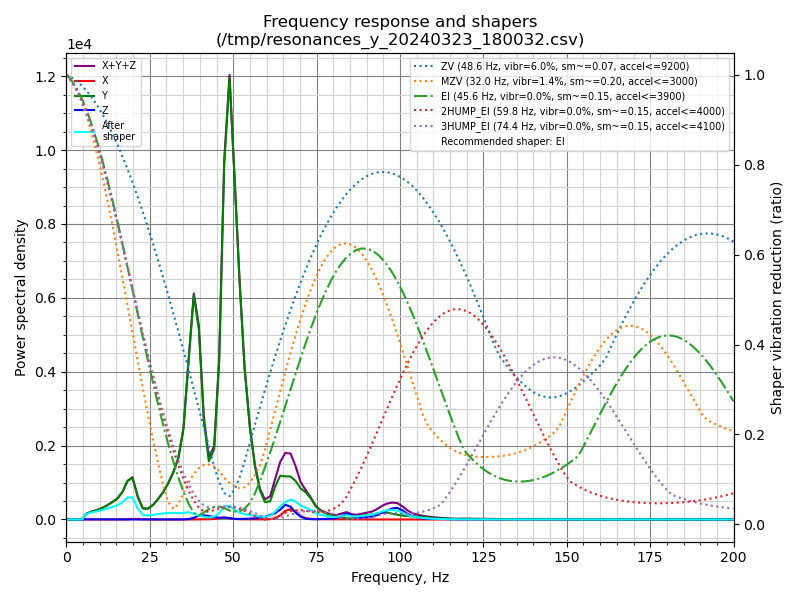 Frequency response and shapers
(/tmp/resonances_y_20240323_180032.csv)
1e4
X+Y+Z
X
Y
Z
After
shaper
ZV (48.6 Hz, vibr=6.0%, sm~=0.07, accel<=9200)
MZV (32.0 Hz, vibr=1.4%, sm~=0.20, accel<=3000)
EI (45.6 Hz, vibr=0.0%, sm~=0.15, accel<=3900)
2HUMP_EI (59.8 Hz, vibr=0.0%, sm~=0.15, accel<=4000)
3HUMP_EI (74.4 Hz, vibr=0.0%, sm~=0.15, accel<=4100)
Recommended shaper: EI
1.2
1.0
0.8
0.6
0.4
0.2
0.0
Power spectral density
1.0
0.8
0.6
0.4
0.2
0.0
Shaper vibration reduction (ratio)
0 25 50 75 100 125 150 175 200
Frequency, Hz